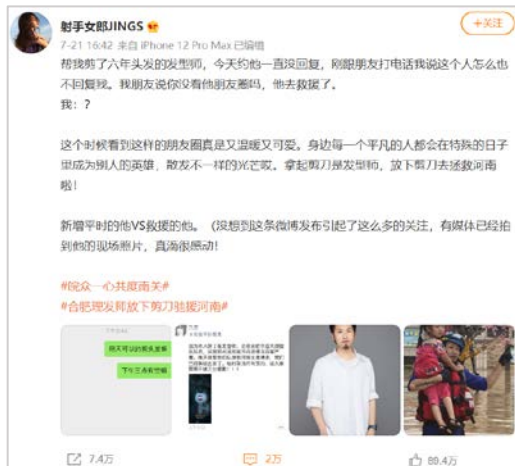 射手女郎JINGS
+关注
7-21 16:42 来自 iPhone 12 Pro Max 已编辑
帮我剪了六年头发的发型师，今天约他一直没回复，刚跟朋友打电话我说这个人怎么也
不回复我。我朋友说你没看他朋友圈吗，他去救援了。
我：？
这个时候看到这样的朋友圈真是又温暖又可爱。身边每一个平凡的人都会在特殊的日子
里成为别人的英雄，散发不一样的光芒哎。拿起剪刀是发型师，放下剪刀去拯救河南
啦！
新增平时的他VS救援的他。（没想到这条微博发布引起了这么多的关注，有媒体已经拍
到他的现场照片，真滴很感动！
#皖众一心共度雨关#
#合肥理发师放下剪刀驰援河南#
明天可以约剪头发嘛
下午三点有空嘛
7.4万
2万
89.4万